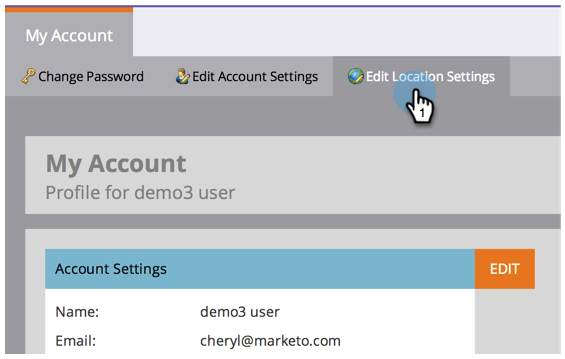 My Account
Change Password Edit Account Settings Edit Location Settings
1
My Account
Profile for demo3 user
Account Settings EDIT
Name: demo3 user
Email: cheryl@marketo.com